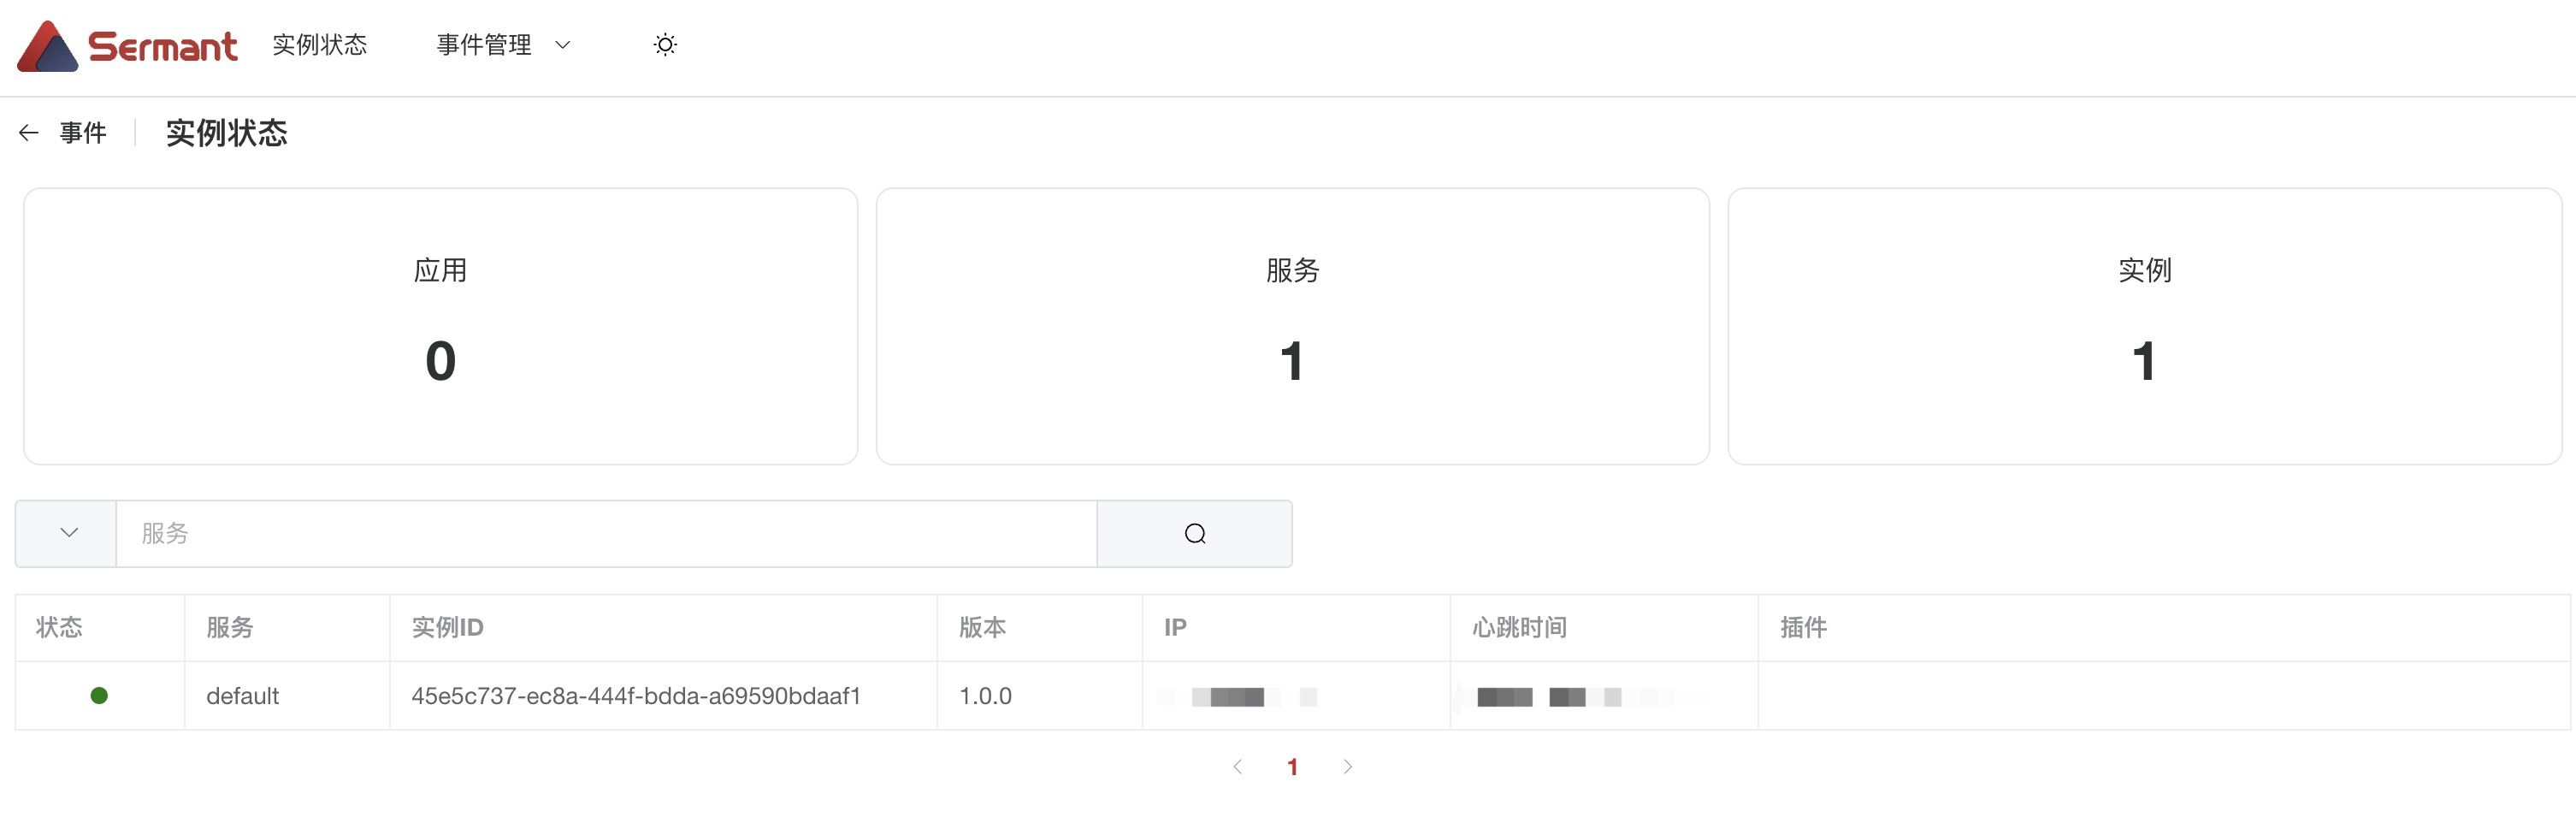 Sermant 实例状态 事件管理
事件 实例状态
应用 服务 实例
0 1 1
服务
状态 服务 实例ID 版本 IP 心跳时间 插件
default 45e5c737-ec8a-444f-bdda-a69590bdaaf1 1.0.0
1